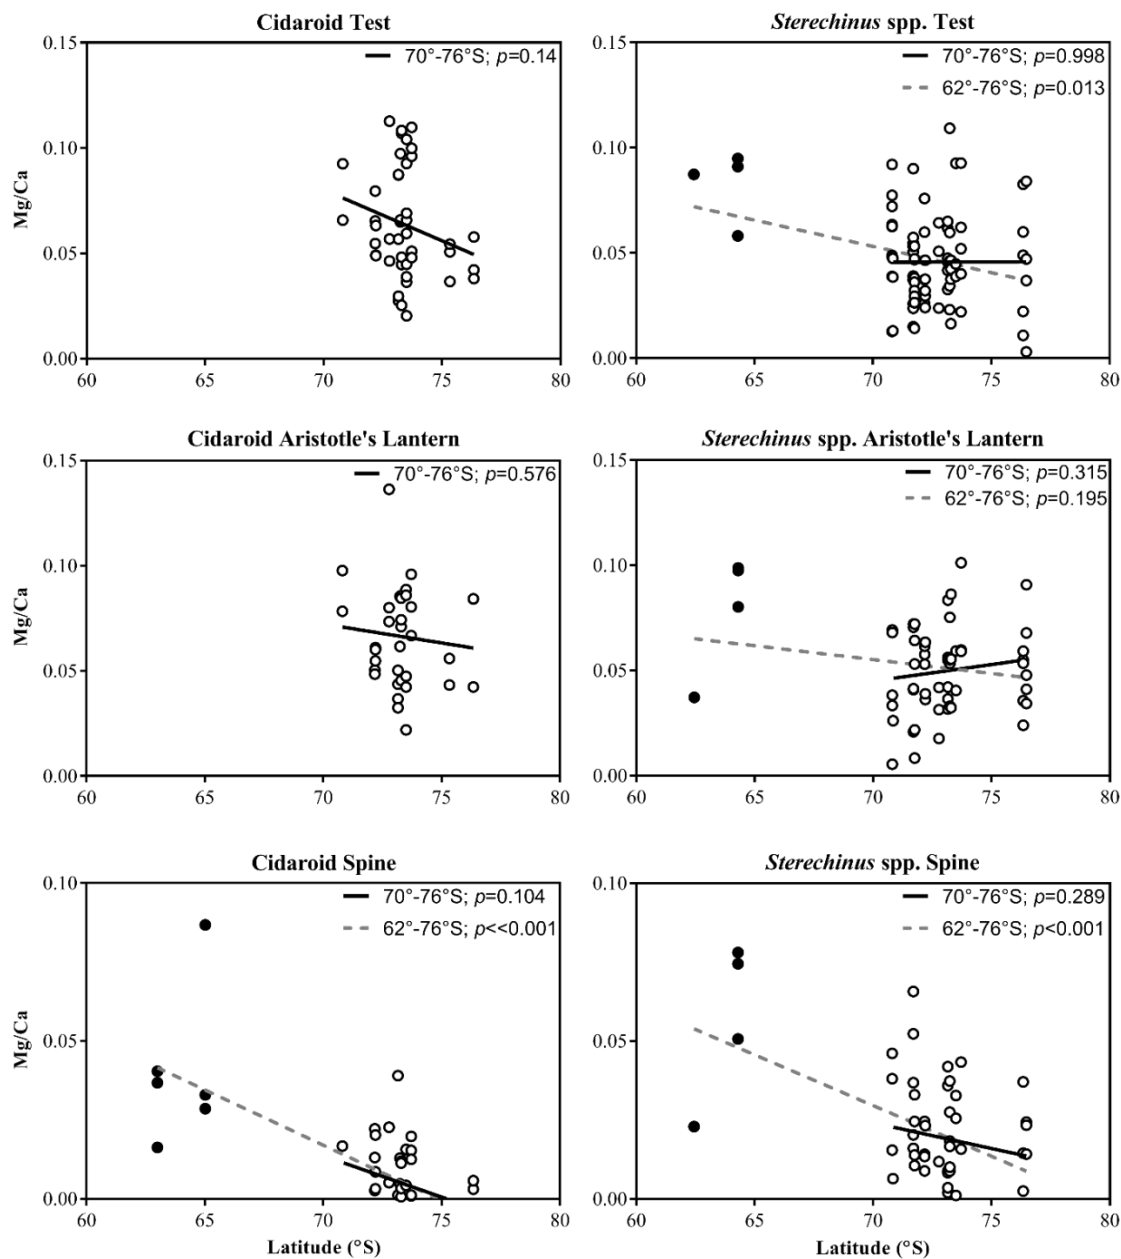 Cidaroid Test
0.15
70°-76°S; p=0.14
0.10
Mg/Ca
0.05
0.00
60 65 70 75 80
Sterechinus spp. Test
0.15
70°-76°S; p=0.998
62°-76°S; p=0.013
0.10
0.05
0.00
60 65 70 75 80
Cidaroid Aristotle's Lantern
0.15
70°-76°S; p=0.576
0.10
Mg/Ca
0.05
0.00
60 65 70 75 80
Sterechinus spp. Aristotle's Lantern
0.15
70°-76°S; p=0.315
62°-76°S; p=0.195
0.10
0.05
0.00
60 65 70 75 80
Cidaroid Spine
0.10
70°-76°S; p=0.104
62°-76°S; p<<0.001
Mg/Ca
0.05
0.00
60 65 70 75 80
Latitude (°S)
Sterechinus spp. Spine
0.10
70°-76°S; p=0.289
62°-76°S; p<0.001
0.05
0.00
60 65 70 75 80
Latitude (°S)